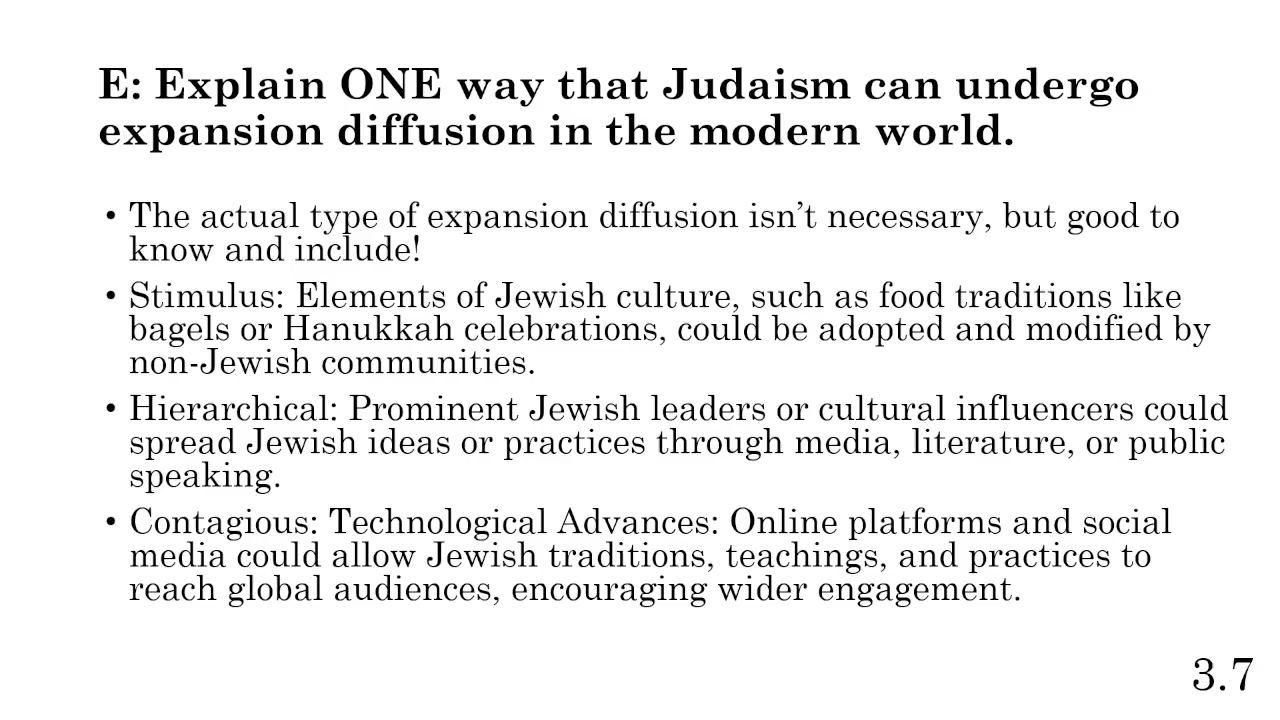 E: Explain ONE way that Judaism can undergo
expansion diffusion in the modern world.
• The actual type of expansion diffusion isn’t necessary, but good to
know and include!
• Stimulus: Elements of Jewish culture, such as food traditions like
bagels or Hanukkah celebrations, could be adopted and modified by
non-Jewish communities.
• Hierarchical: Prominent Jewish leaders or cultural influencers could
spread Jewish ideas or practices through media, literature, or public
speaking.
• Contagious: Technological Advances: Online platforms and social
media could allow Jewish traditions, teachings, and practices to
reach global audiences, encouraging wider engagement.
3.7